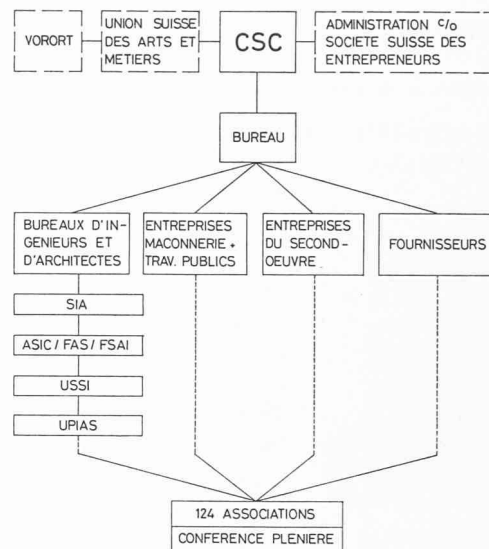 VORORT
UNION SUISSE
DES ARTS ET
METIERS
CSC
ADMINISTRATION c/o
SOCIETE SUISSE DES
ENTREPRENEURS
BUREAU
BUREAUX D'IN-
GENIEURS ET
D'ARCHITECTES
ENTREPRISES
MACONNERIE +
TRAV. PUBLICS
ENTREPRISES
DU SECOND-
OEUVRE
FOURNISSEURS
SIA
ASIC / FAS / FSAI
USSI
UPIAS
124 ASSOCIATIONS
CONFERENCE PLENIERE